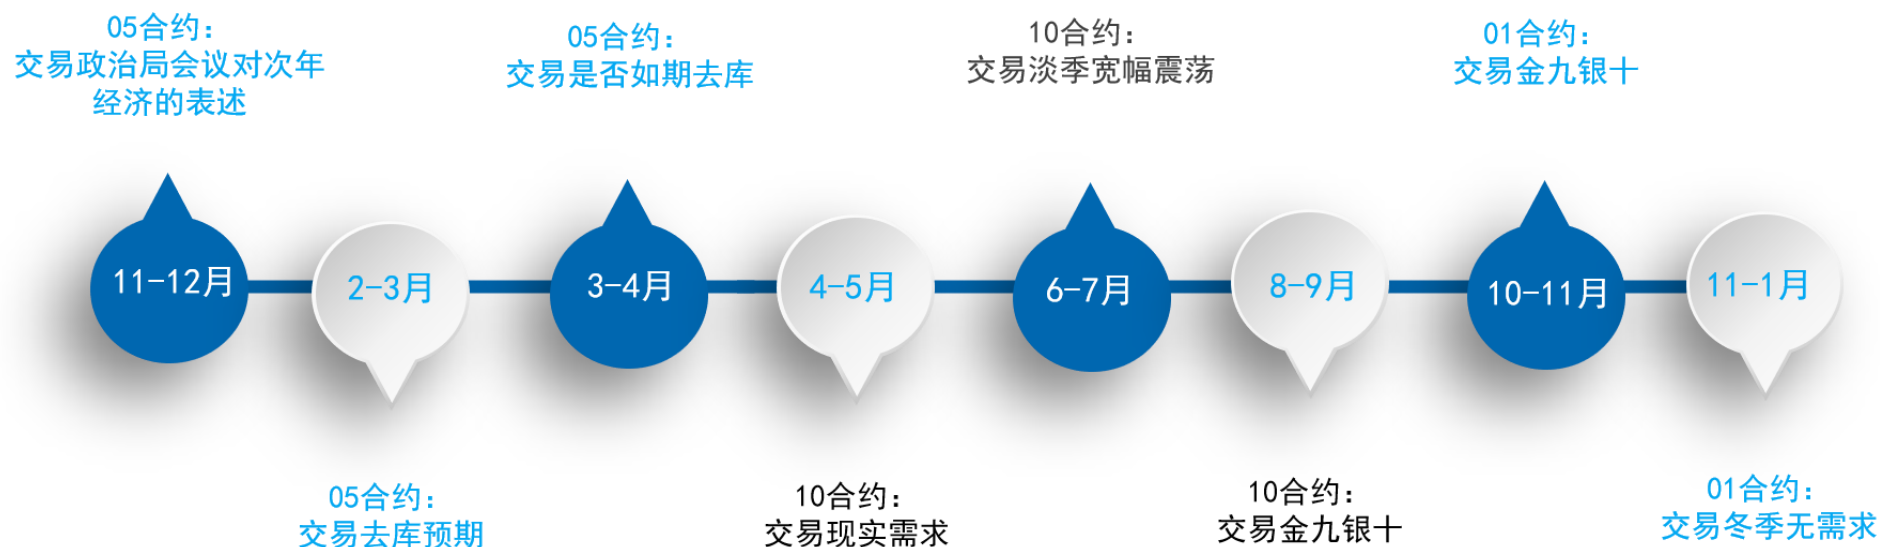 05合约：
交易政治局会议对次年
经济的表述
05合约：
交易是否如期去库
10合约：
交易淡季宽幅震荡
01合约：
交易金九银十
11-12月
2-3月
3-4月
4-5月
6-7月
8-9月
10-11月
11-1月
05合约：
交易去库预期
10合约：
交易现实需求
10合约：
交易金九银十
01合约：
交易冬季无需求